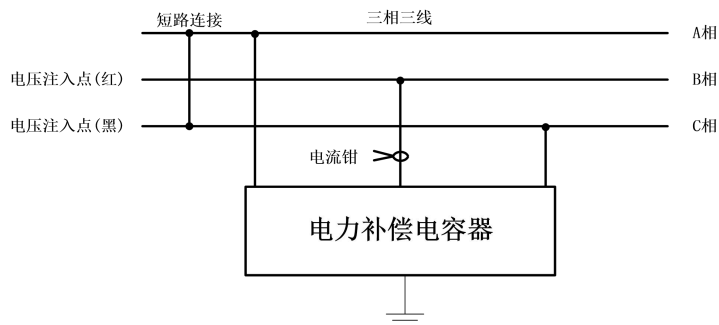 短路连接
三相三线
A相
电压注入点(红)
B相
电压注入点(黑)
C相
电流钳
电力补偿电容器